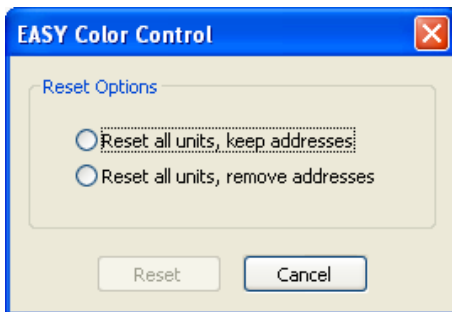 EASY Color Control
Reset Options
Reset all units, keep addresses
Reset all units, remove addresses
Reset
Cancel